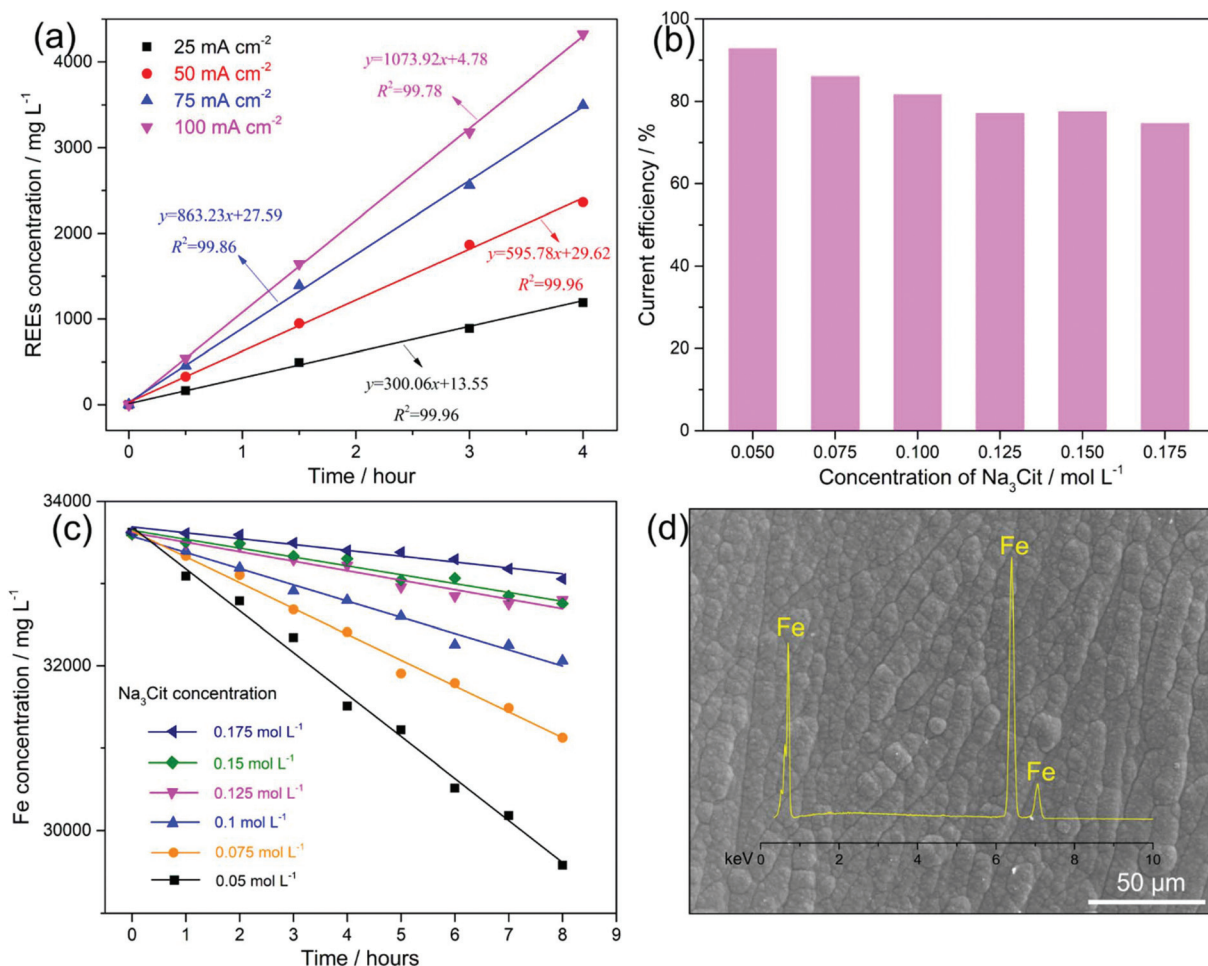 (a)
25 mA cm⁻²
50 mA cm⁻²
75 mA cm⁻²
100 mA cm⁻²
y=1073.92x+4.78
R²=99.78
y=863.23x+27.59
R²=99.86
y=595.78x+29.62
R²=99.96
y=300.06x+13.55
R²=99.96
REEs concentration / mg L⁻¹
4000
3000
2000
1000
0
0 1 2 3 4
Time / hour
(b)
Current efficiency / %
100
80
60
40
20
0
0.050 0.075 0.100 0.125 0.150 0.175
Concentration of Na₃Cit / mol L⁻¹
(c)
Fe concentration / mg L⁻¹
34000
32000
30000
Na₃Cit concentration
0.175 mol L⁻¹
0.15 mol L⁻¹
0.125 mol L⁻¹
0.1 mol L⁻¹
0.075 mol L⁻¹
0.05 mol L⁻¹
0 1 2 3 4 5 6 7 8 9
Time / hours
(d)
Fe
Fe
Fe
keV 0 2 4 6 8 10
50 μm